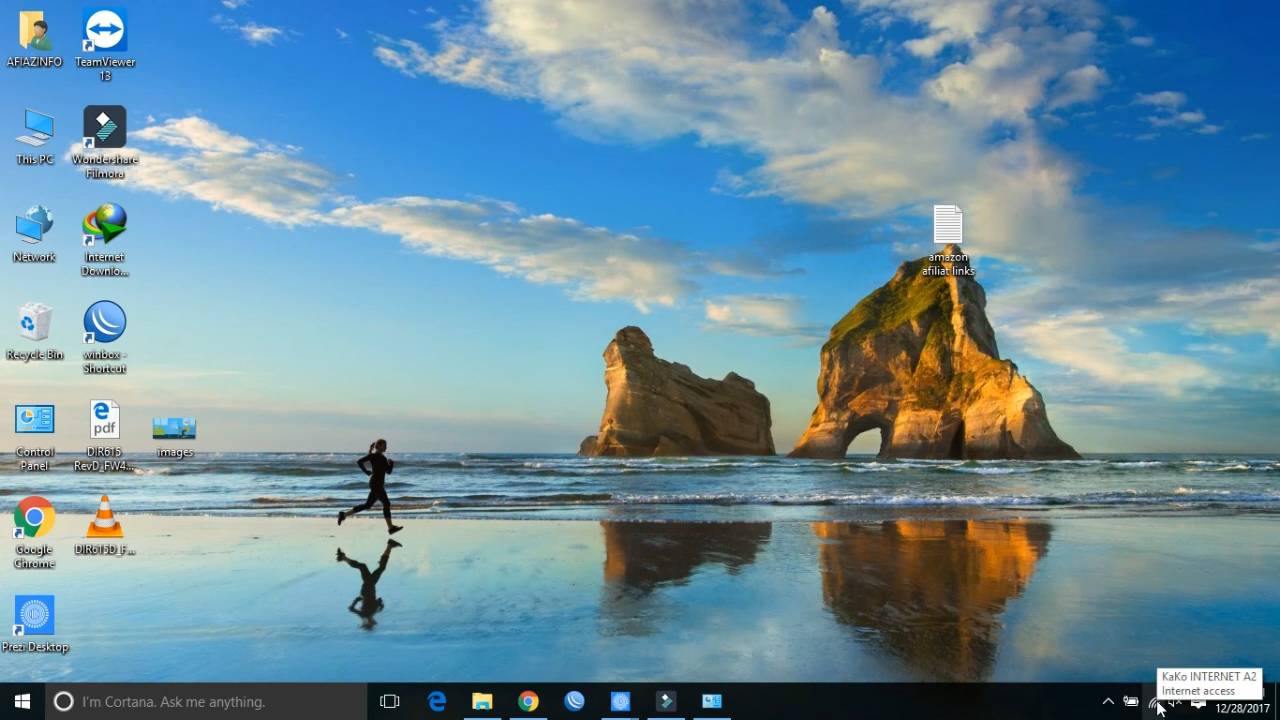 AFIAZINFO
TeamViewer
13
This PC
Wondershare
Filmora
Network
Internet
Downlo...
amazon
afiliat links
Recycle Bin
winbox -
Shortcut
Control
Panel
pdf
DIR615
RevD_FW4...
images
Google
Chrome
DIR615D_F...
Prezi Desktop
I'm Cortana. Ask me anything.
KaKo INTERNET A2
Internet access
12/28/2017